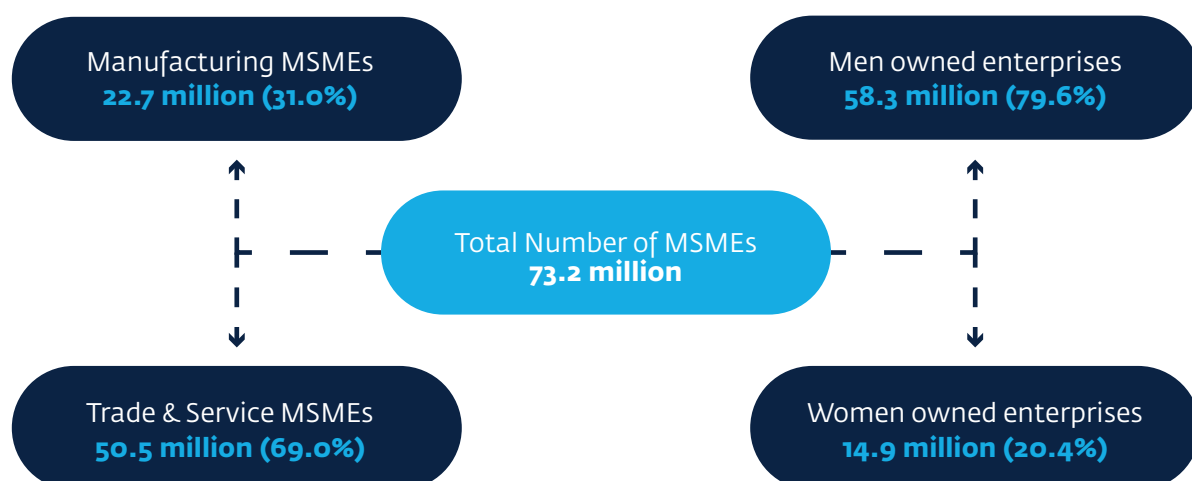 Manufacturing MSMEs
22.7 million (31.0%)
Men owned enterprises
58.3 million (79.6%)
Total Number of MSMEs
73.2 million
Trade & Service MSMEs
50.5 million (69.0%)
Women owned enterprises
14.9 million (20.4%)